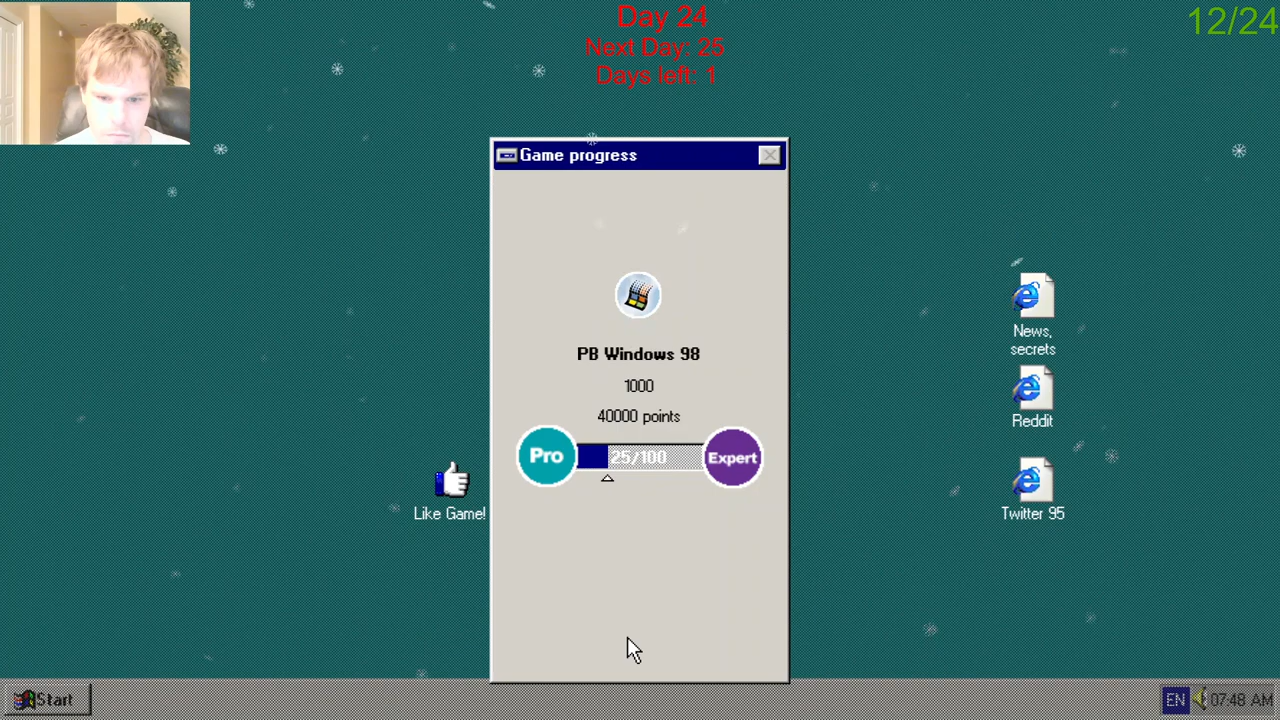 Day 24
Next Day: 25
Days left: 1
12/24
Game progress
PB Windows 98
1000
40000 points
Pro
25/100
Expert
Like Game!
News,
secrets
Reddit
Twitter 95
Start
EN
07:48 AM